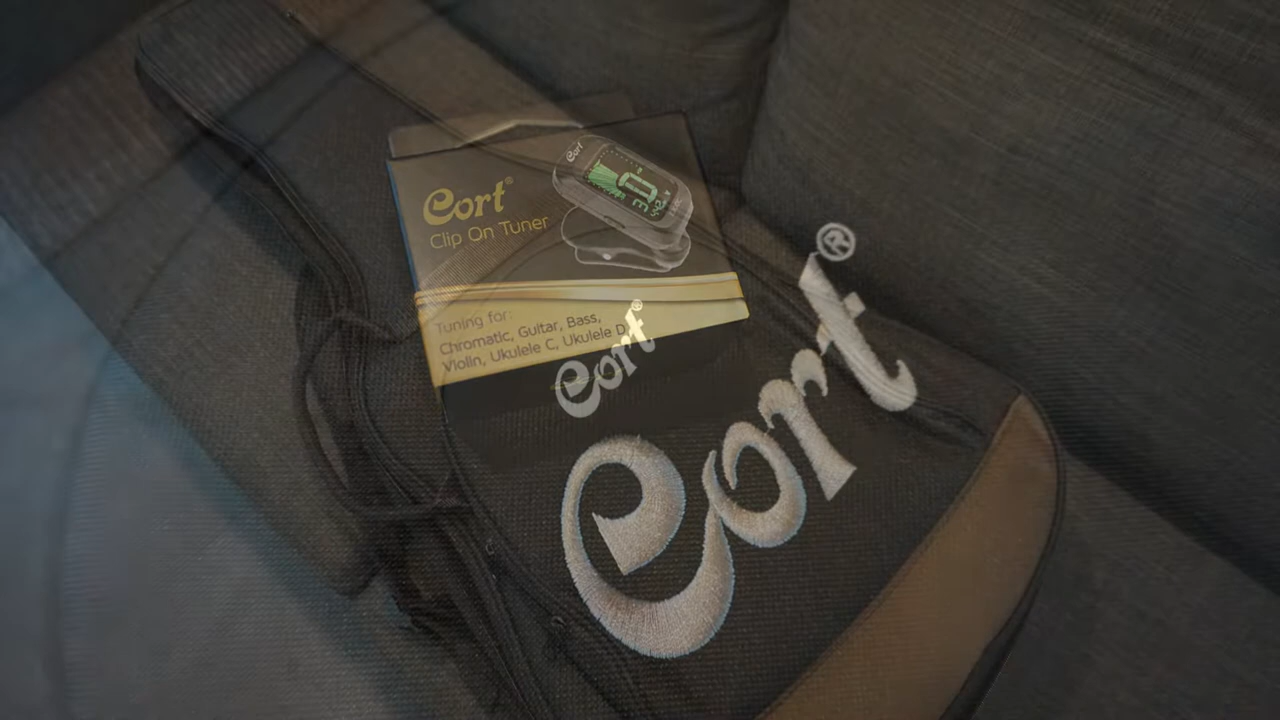 Cort
Cort®
Clip On Tuner
Tuning for:
Chromatic, Guitar, Bass,
Violin, Ukulele C, Ukulele D
Cort®
Cort®